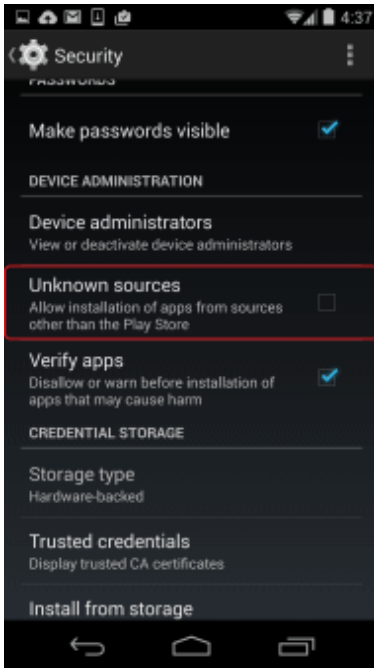 4:37
Security
PASSWORDS
Make passwords visible
DEVICE ADMINISTRATION
Device administrators
View or deactivate device administrators
Unknown sources
Allow installation of apps from sources
other than the Play Store
Verify apps
Disallow or warn before installation of
apps that may cause harm
CREDENTIAL STORAGE
Storage type
Hardware-backed
Trusted credentials
Display trusted CA certificates
Install from storage